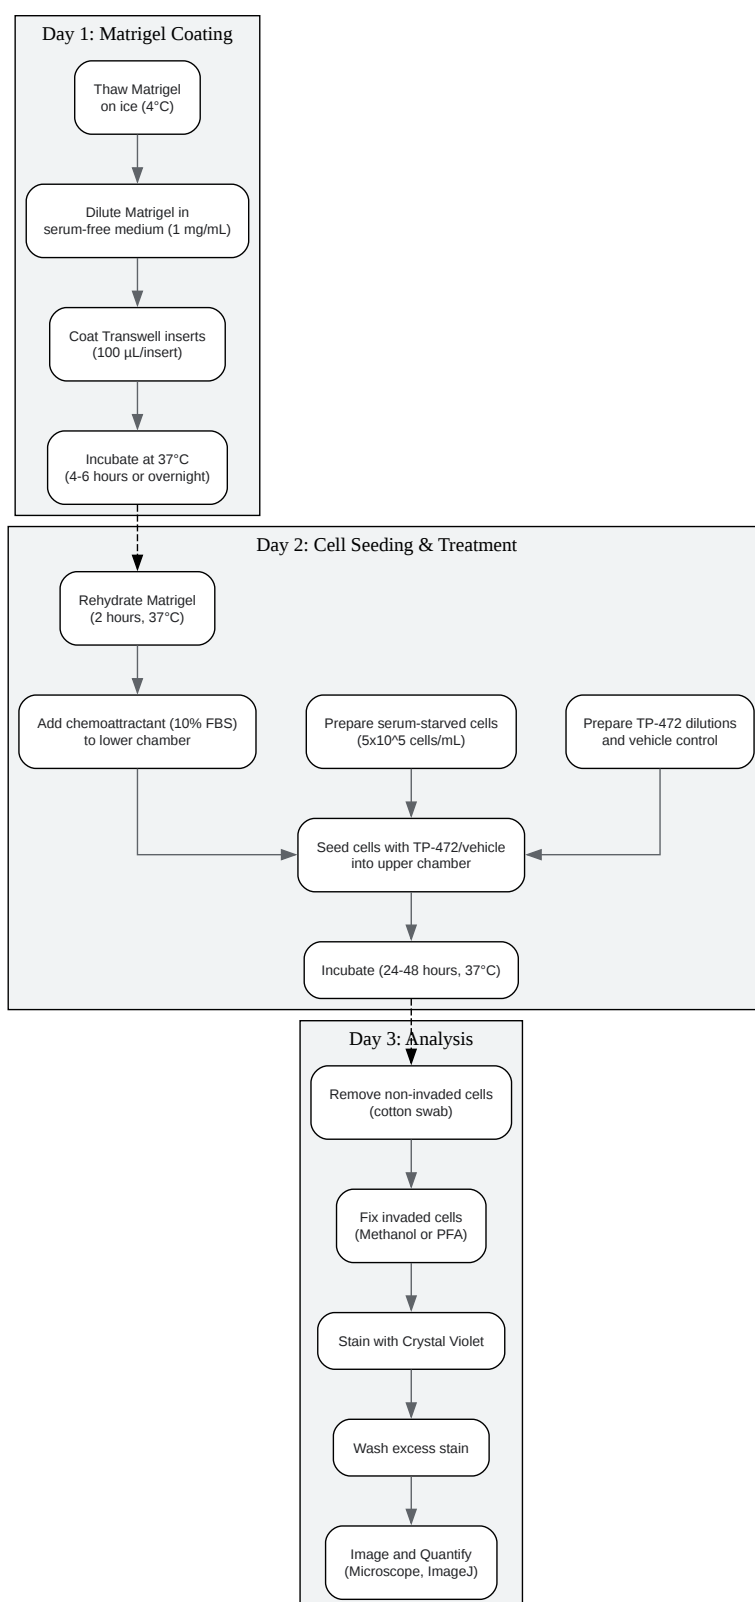 Day 1: Matrigel Coating
Thaw Matrigel
on ice (4°C)
Dilute Matrigel in
serum-free medium (1 mg/mL)
Coat Transwell inserts
(100 µL/insert)
Incubate at 37°C
(4-6 hours or overnight)
Day 2: Cell Seeding & Treatment
Rehydrate Matrigel
(2 hours, 37°C)
Add chemoattractant (10% FBS)
to lower chamber
Prepare serum-starved cells
(5x10^5 cells/mL)
Prepare TP-472 dilutions
and vehicle control
Seed cells with TP-472/vehicle
into upper chamber
Incubate (24-48 hours, 37°C)
Day 3: Analysis
Remove non-invaded cells
(cotton swab)
Fix invaded cells
(Methanol or PFA)
Stain with Crystal Violet
Wash excess stain
Image and Quantify
(Microscope, ImageJ)